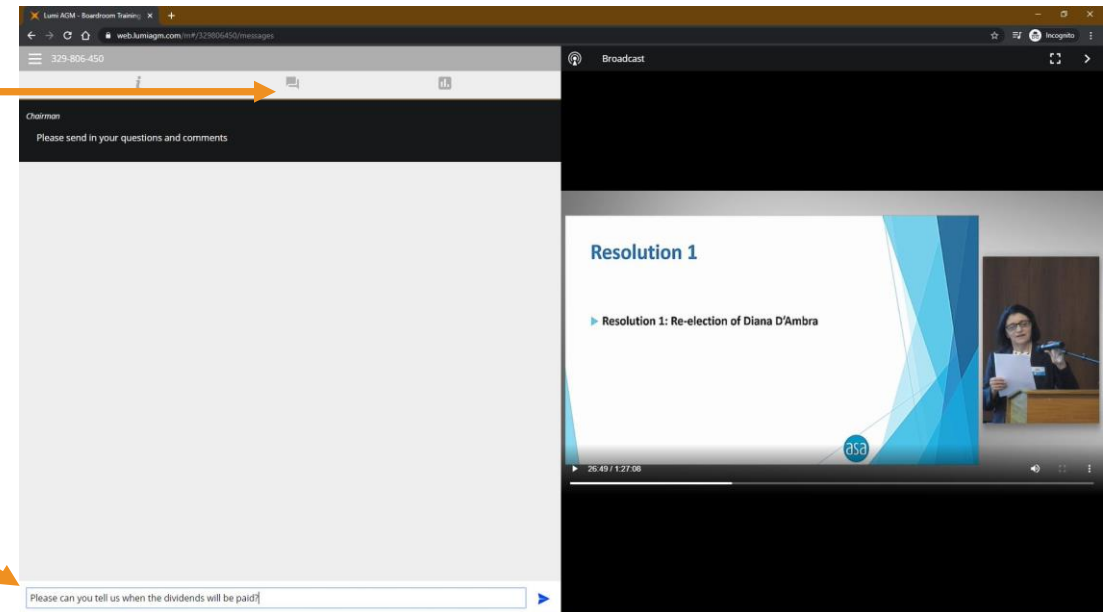 Lumi AGM - Boardroom Training
web.lumiagm.com/m#/329806450/messages
Incognito
329-806-450
Broadcast
i
Chairman
Please send in your questions and comments
Resolution 1
Resolution 1: Re-election of Diana D'Ambra
asa
26:49 / 1:27:08
Please can you tell us when the dividends will be paid?